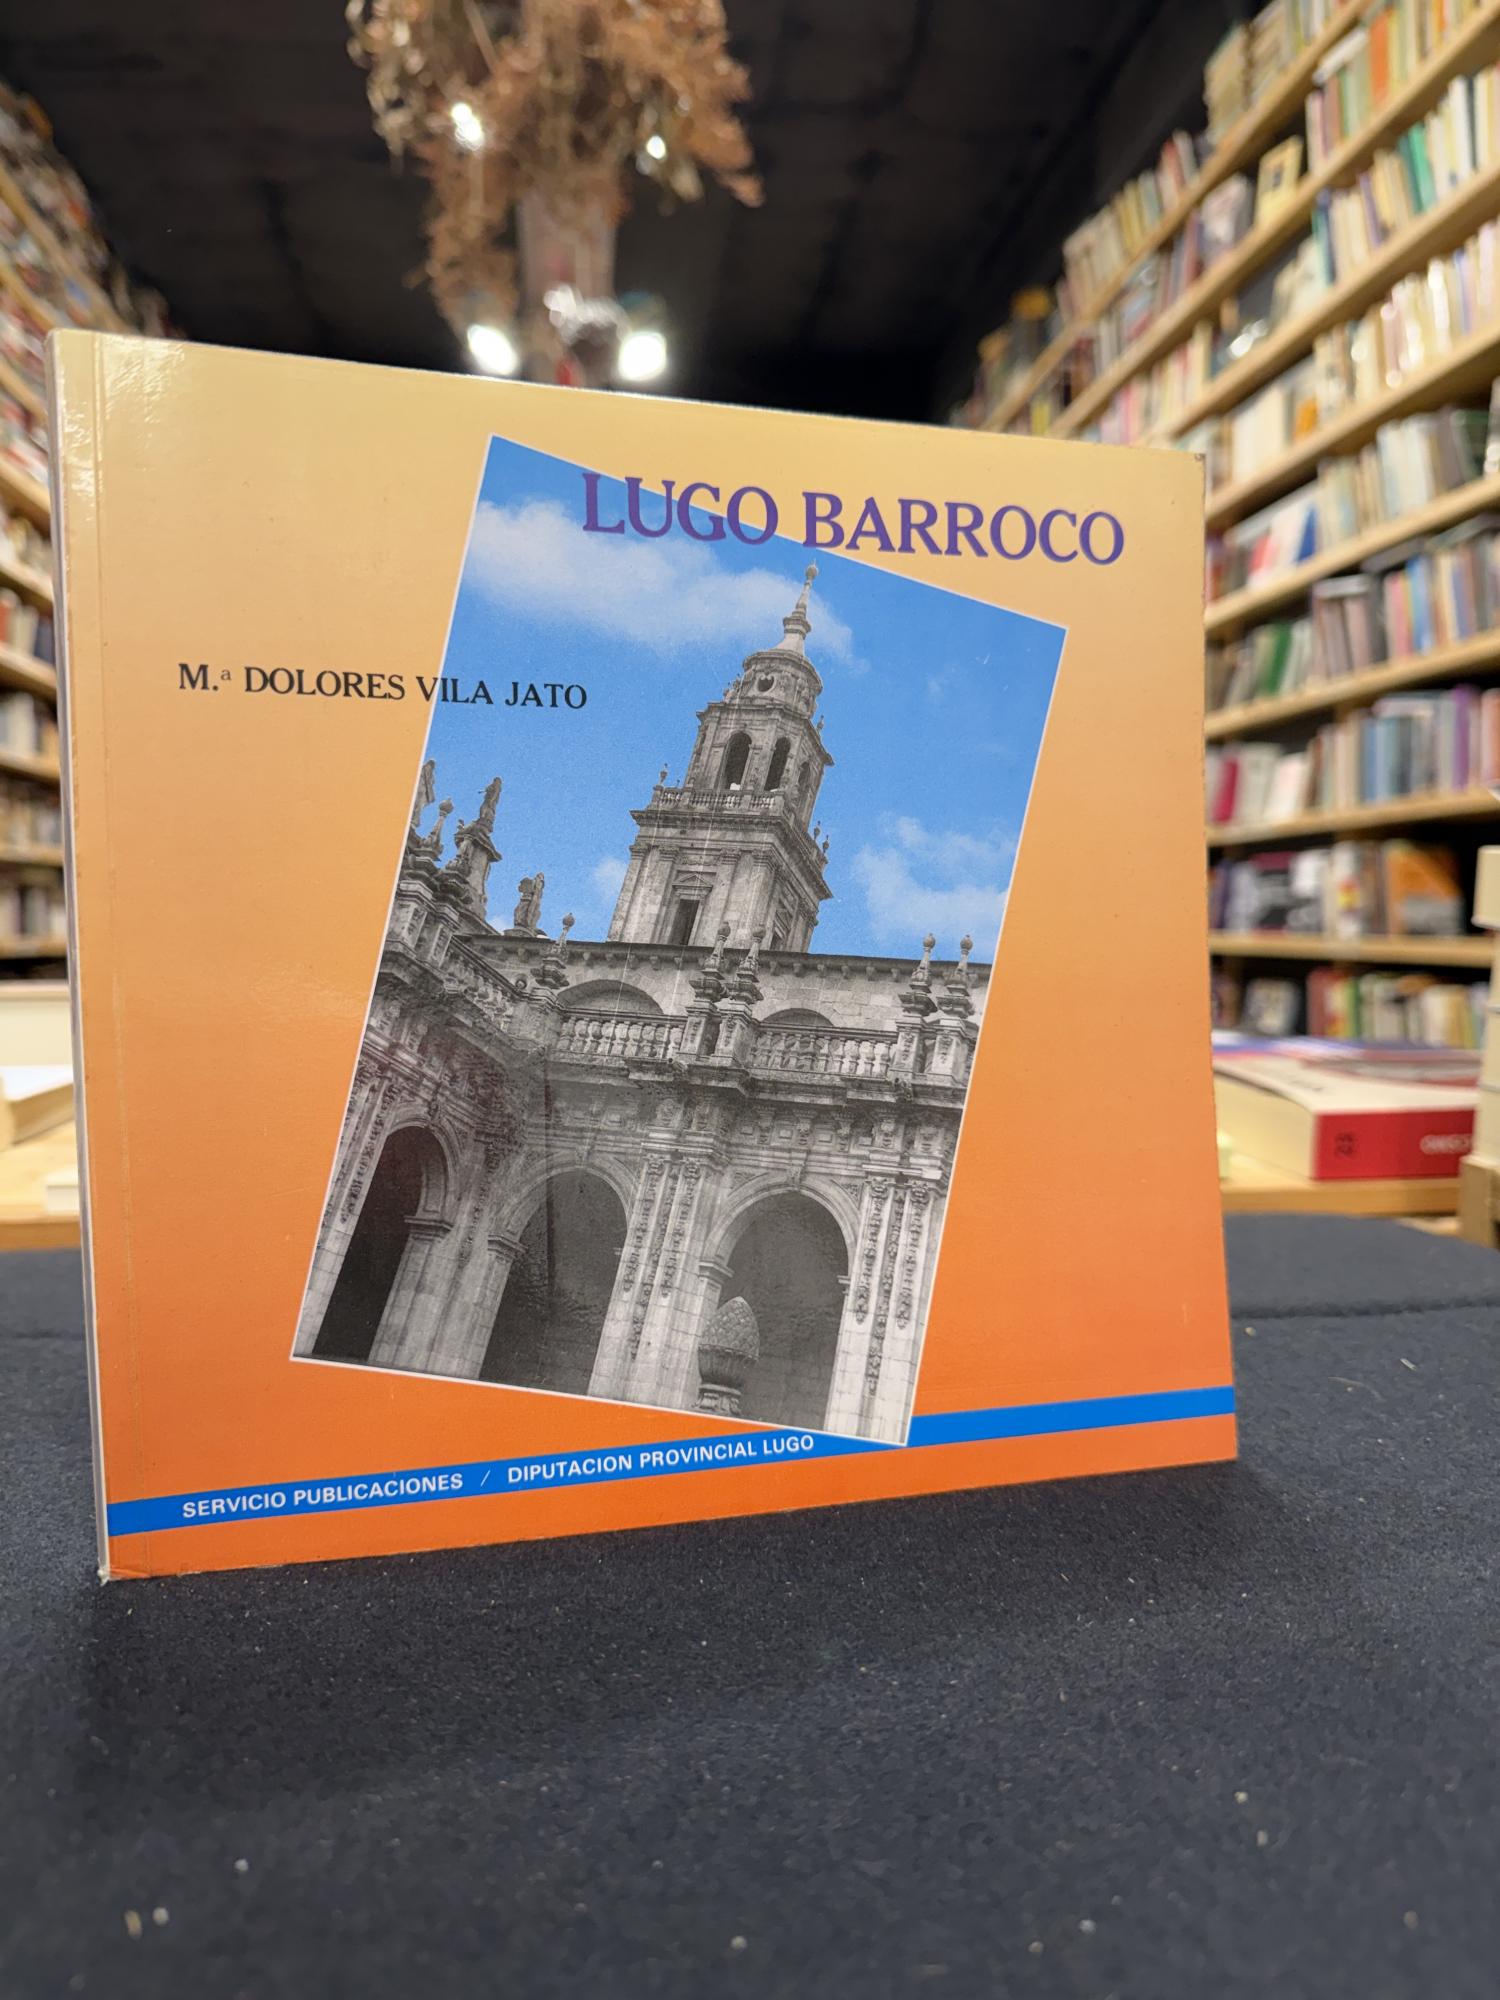 LUGO BARROCO
M.ª DOLORES VILA JATO
SERVICIO PUBLICACIONES / DIPUTACION PROVINCIAL LUGO